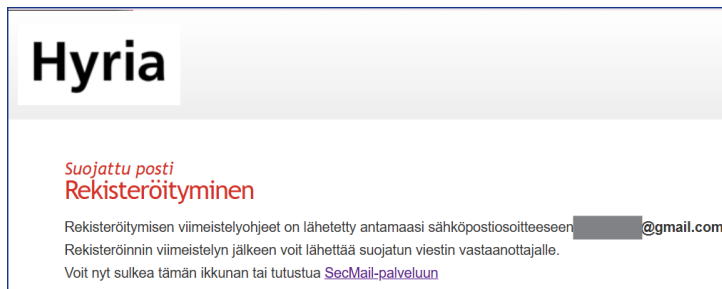 Hyria
Suojattu posti
Rekisteröityminen
Rekisteröitymisen viimeistelyohjeet on lähetetty antamaasi sähköpostiosoitteeseen @gmail.com
Rekisteröinnin viimeistelyn jälkeen voit lähettää suojatun viestin vastaanottajalle.
Voit nyt sulkea tämän ikkunan tai tutustua SecMail-palveluun